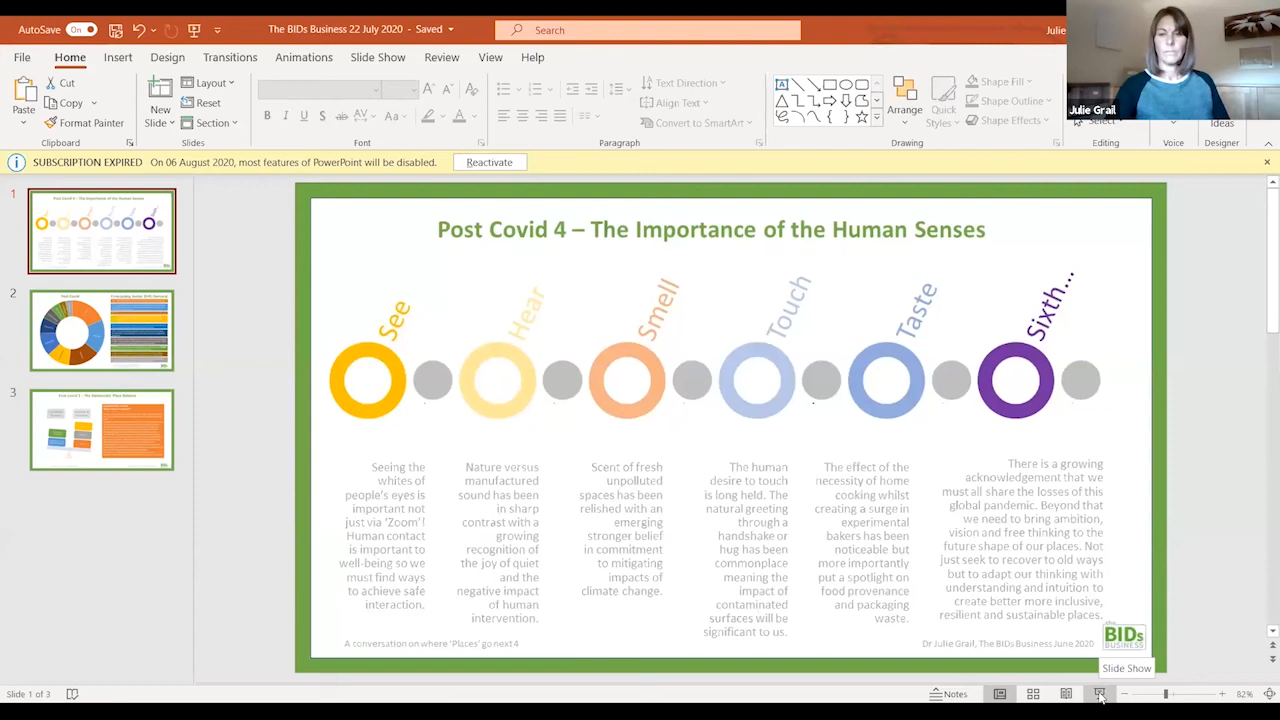 AutoSave On
The BIDs Business 22 July 2020 - Saved
Search
Julie
File Home Insert Design Transitions Animations Slide Show Review View Help
Paste
Cut
Copy
Format Painter
Clipboard
New
Slide
Layout
Reset
Section
Slides
Font
Text Direction
Align Text
Convert to SmartArt
Paragraph
Arrange
Quick
Styles
Shape Fill
Shape Outline
Shape Effects
Drawing
Select
Editing
Voice
Ideas
Designer
Julie Grail
SUBSCRIPTION EXPIRED On 06 August 2020, most features of PowerPoint will be disabled. Reactivate
1
2
3
Post Covid 4 – The Importance of the Human Senses
See
Hear
Smell
Touch
Taste
Sixth...
Seeing the
whites of
people's eyes is
important not
just via 'Zoom'!
Human contact
is important to
well-being so we
must find ways
to achieve safe
interaction.
Nature versus
manufactured
sound has been
in sharp
contrast with a
growing
recognition of
the joy of quiet
and the
negative impact
of human
intervention.
Scent of fresh
unpolluted
spaces has been
relished with an
emerging
stronger belief
in commitment
to mitigating
impacts of
climate change.
The human
desire to touch
is long held. The
natural greeting
through a
handshake or
hug has been
commonplace
meaning the
impact of
contaminated
surfaces will be
significant to us.
The effect of the
necessity of home
cooking whilst
creating a surge in
experimental
bakers has been
noticeable but
more importantly
put a spotlight on
food provenance
and packaging
waste.
There is a growing
acknowledgement that we
must all share the losses of this
global pandemic. Beyond that
we need to bring ambition,
vision and free thinking to the
future shape of our places. Not
just seek to recover to old ways
but to adapt our thinking with
understanding and intuition to
create better more inclusive,
resilient and sustainable places.
A conversation on where 'Places' go next 4
Dr Julie Grail, The BIDs Business June 2020
the
BIDs
BUSINESS
Slide Show
Slide 1 of 3
Notes
82%